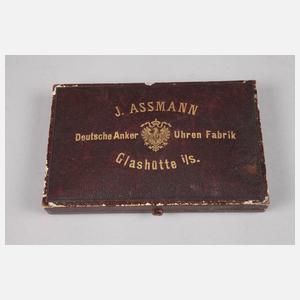 J. ASSMANN
Deutsche Anker Uhren Fabrik
Glashütte i/s.